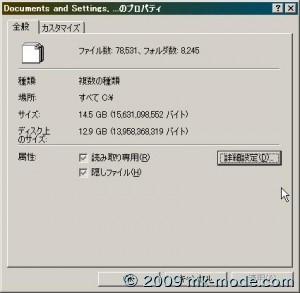 Documents and Settings, ...のプロパティ
全般 カスタマイズ
ファイル数: 78,531、フォルダ数: 8,245
種類: 複数の種類
場所: すべて C:¥
サイズ: 14.5 GB (15,631,098,552 バイト)
ディスク上のサイズ: 12.9 GB (13,958,368,319 バイト)
属性: 読み取り専用(R) 詳細設定(D)...
隠しファイル(H)
© 2009 mk-mode.com